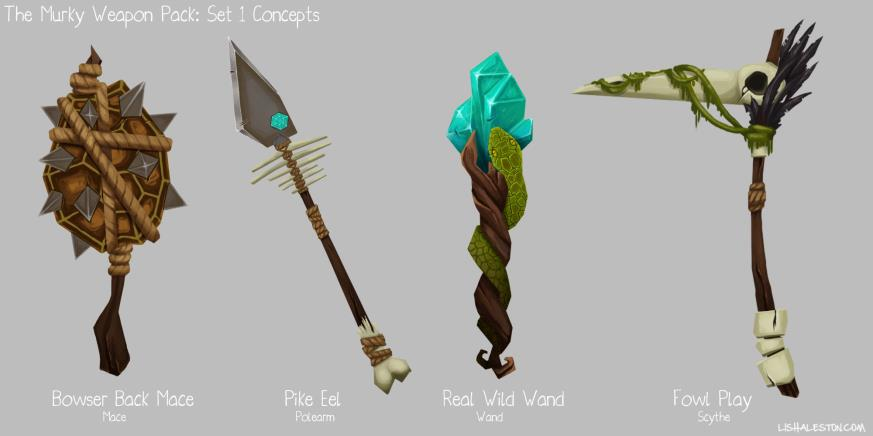 The Murky Weapon Pack: Set 1 Concepts
Bowser Back Mace
Mace
Pike Eel
Polearm
Real Wild Wand
Wand
Fowl Play
Scythe
LISHALESTON.COM